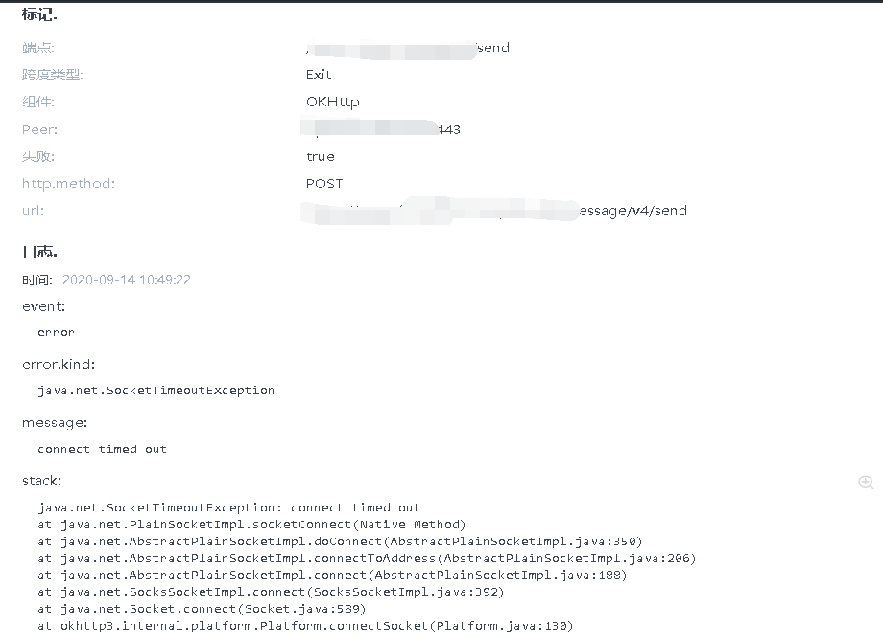 标记.
端点: /send
跨度类型: Exit
组件: OKHttp
Peer: 443
失败: true
http.method: POST
url: essage/v4/send
日志.
时间: 2020-09-14 10:49:22
event:
error
error.kind:
java.net.SocketTimeoutException
message:
connect timed out
stack:
java.net.SocketTimeoutException: connect timed out
at java.net.PlainSocketImpl.socketConnect(Native Method)
at java.net.AbstractPlainSocketImpl.doConnect(AbstractPlainSocketImpl.java:350)
at java.net.AbstractPlainSocketImpl.connectToAddress(AbstractPlainSocketImpl.java:206)
at java.net.AbstractPlainSocketImpl.connect(AbstractPlainSocketImpl.java:188)
at java.net.SocksSocketImpl.connect(SocksSocketImpl.java:392)
at java.net.Socket.connect(Socket.java:589)
at okhttp3.internal.platform.Platform.connectSocket(Platform.java:130)